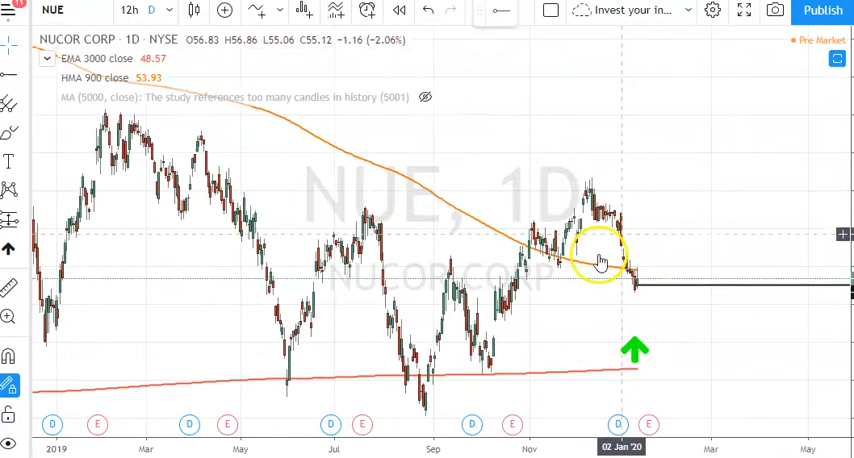 11
NUE
12h D
Invest your in
Publish
NUCOR CORP • 1D • NYSE O56.83 H56.86 L55.06 C55.12 −1.16 (−2.06%)
Pre Market
EMA 3000 close 48.57
HMA 900 close 53.93
MA (5000, close): The study references too many candles in history (5001)
NUE, 1D
NUCOR CORP
T
D E D E D E D E D E
2019 Mar May Jul Sep Nov 02 Jan '20 Mar May